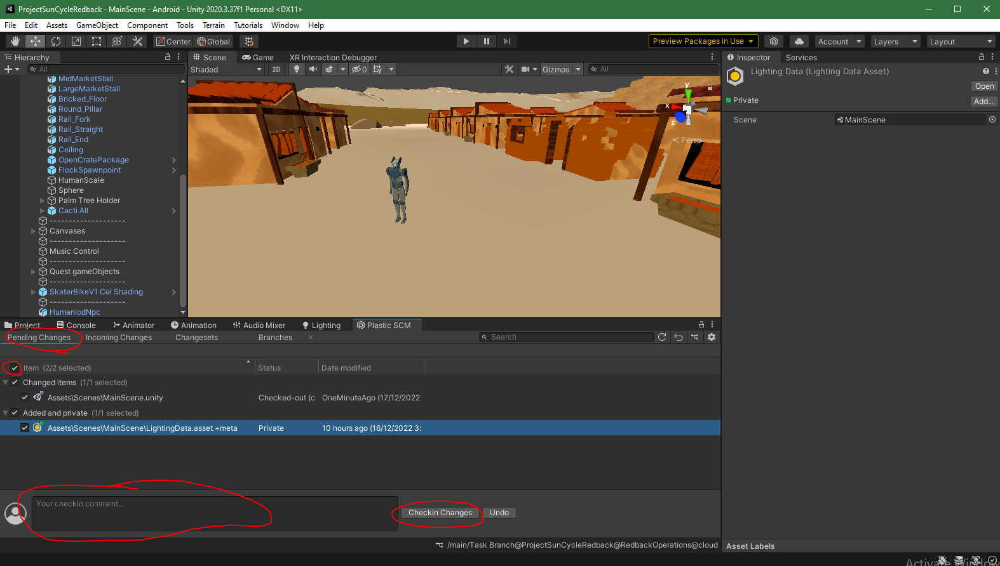 ProjectSunCycleRedback - MainScene - Android - Unity 2020.3.37f1 Personal <DX11>
File Edit Assets GameObject Component Tools Terrain Tutorials Window Help
Center Global Preview Packages in Use Account Layers Layout
Hierarchy
All
MidMarketStall
LargeMarketStall
Bricked_Floor
Round_Pillar
Rail_Fork
Rail_Straight
Rail_End
Ceiling
OpenCratePackage
FlockSpawnpoint
HumanScale
Sphere
Palm Tree Holder
Cacti All
--------------------
Canvases
--------------------
Music Control
--------------------
Quest gameObjects
--------------------
SkaterBikeV1 Cel Shading
--------------------
HumaniodNpc
Scene Game XR Interaction Debugger
Shaded 2D 0 Gizmos All
y
x
z
Persp
Inspector Services
Lighting Data (Lighting Data Asset)
Open
Private Add...
Scene MainScene
Project Console Animator Animation Audio Mixer Lighting Plastic SCM
Pending Changes Incoming Changes Changesets Branches × Search
Item (2/2 selected) Status Date modified
Changed items (1/1 selected)
Assets\Scenes\MainScene.unity Checked-out (c OneMinuteAgo (17/12/2022
Added and private (1/1 selected)
Assets\Scenes\MainScene\LightingData.asset +meta Private 10 hours ago (16/12/2022 3:
Your checkin comment...
Checkin Changes Undo
/main/Task Branch@ProjectSunCycleRedback@RedbackOperations@cloud
Asset Labels
Activate Window